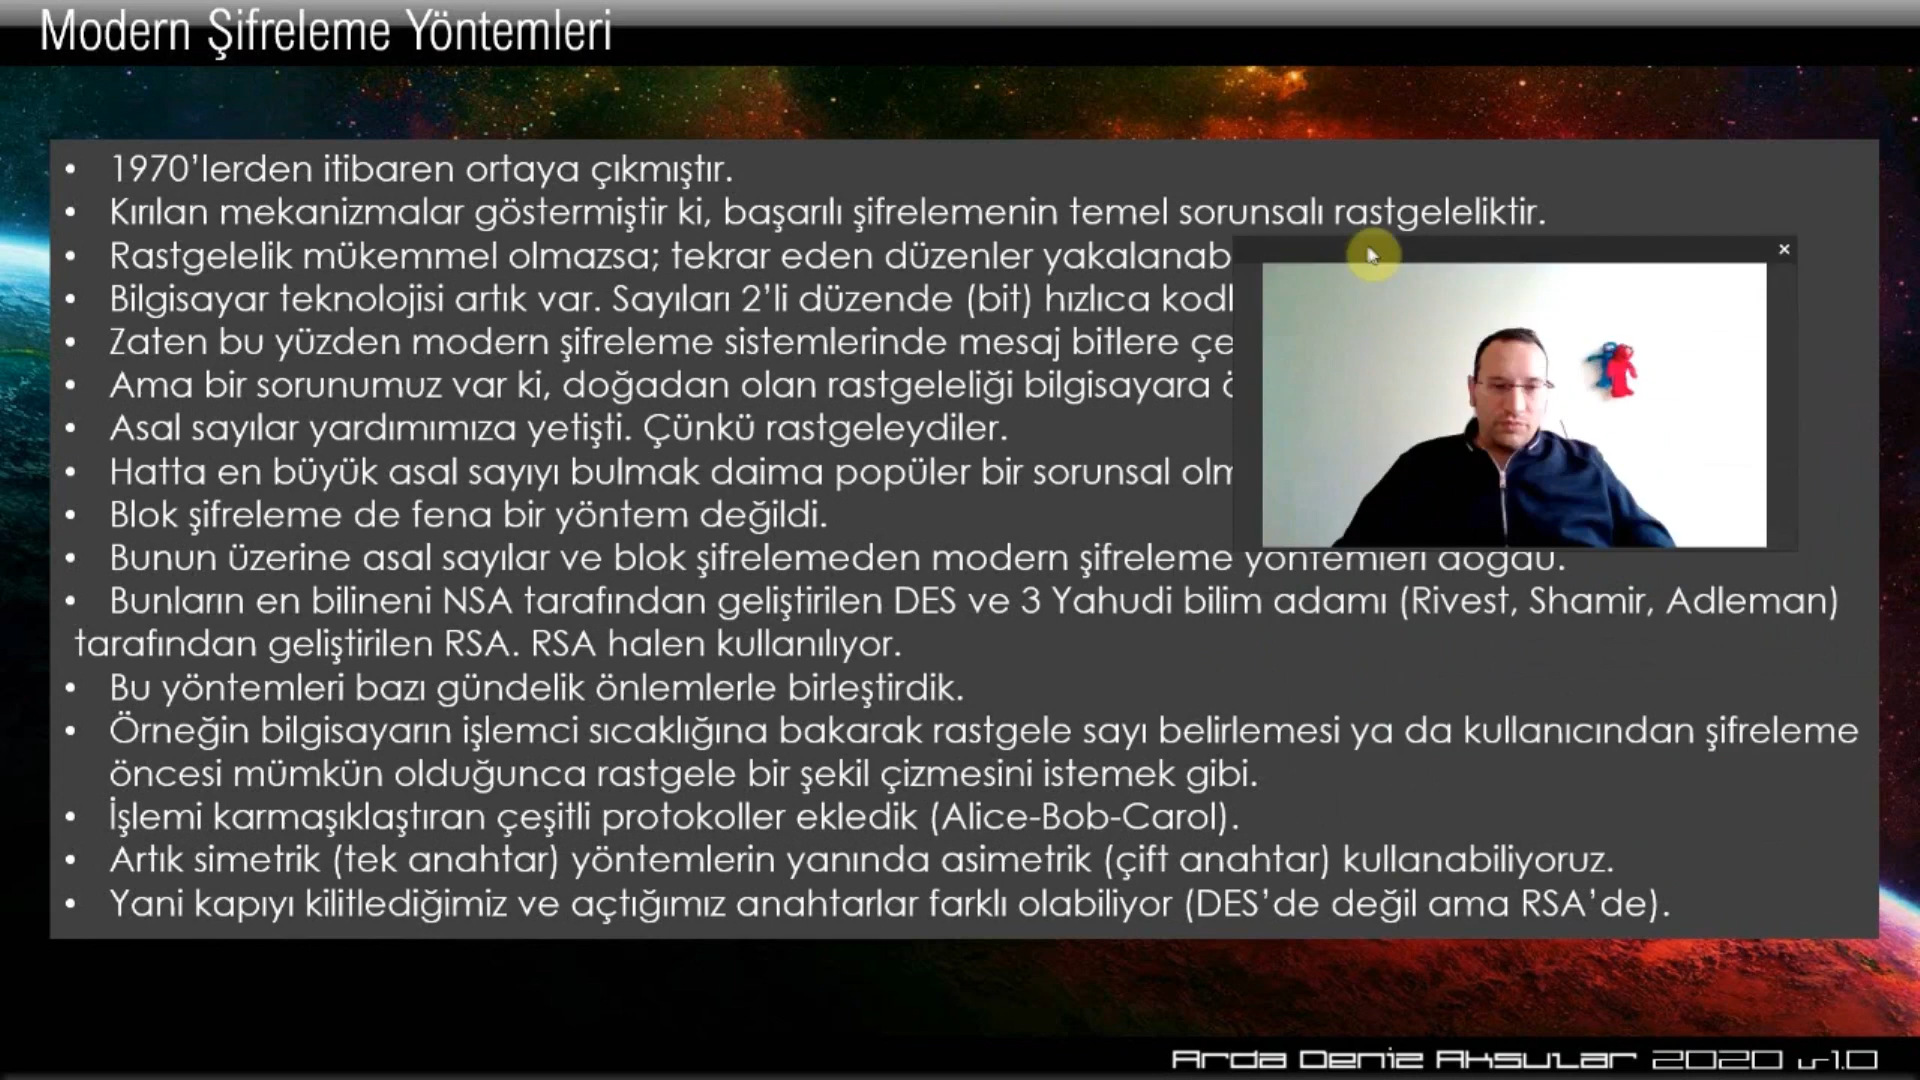 Modern Şifreleme Yöntemleri
• 1970’lerden itibaren ortaya çıkmıştır.
• Kırılan mekanizmalar göstermiştir ki, başarılı şifrelemenin temel sorunsalı rastgeleliktir.
• Rastgelelik mükemmel olmazsa; tekrar eden düzenler
• Bilgisayar teknolojisi artık var. Sayıları 2’li düzende (bit) hızlıca
• Zaten bu yüzden modern şifreleme sistemlerinde mesaj bitlere
• Ama bir sorunumuz var ki, doğadan olan rastgeleliği bilgisayara
• Asal sayılar yardımımıza yetişti. Çünkü rastgeleydiler.
• Hatta en büyük asal sayıyı bulmak daima popüler bir sorunsal
• Blok şifreleme de fena bir yöntem değildi.
• Bunun üzerine asal sayılar ve blok şifrelemeden modern şifreleme yöntemleri doğdu.
• Bunların en bilineni NSA tarafından geliştirilen DES ve 3 Yahudi bilim adamı (Rivest, Shamir, Adleman)
tarafından geliştirilen RSA. RSA halen kullanılıyor.
• Bu yöntemleri bazı gündelik önlemlerle birleştirdik.
• Örneğin bilgisayarın işlemci sıcaklığına bakarak rastgele sayı belirlemesi ya da kullanıcından şifreleme
öncesi mümkün olduğunca rastgele bir şekil çizmesini istemek gibi.
• İşlemi karmaşıklaştıran çeşitli protokoller ekledik (Alice-Bob-Carol).
• Artık simetrik (tek anahtar) yöntemlerin yanında asimetrik (çift anahtar) kullanabiliyoruz.
• Yani kapıyı kilitlediğimiz ve açtığımız anahtarlar farklı olabiliyor (DES’de değil ama RSA’de).
Arda Deniz Aksular 2020 v1.0